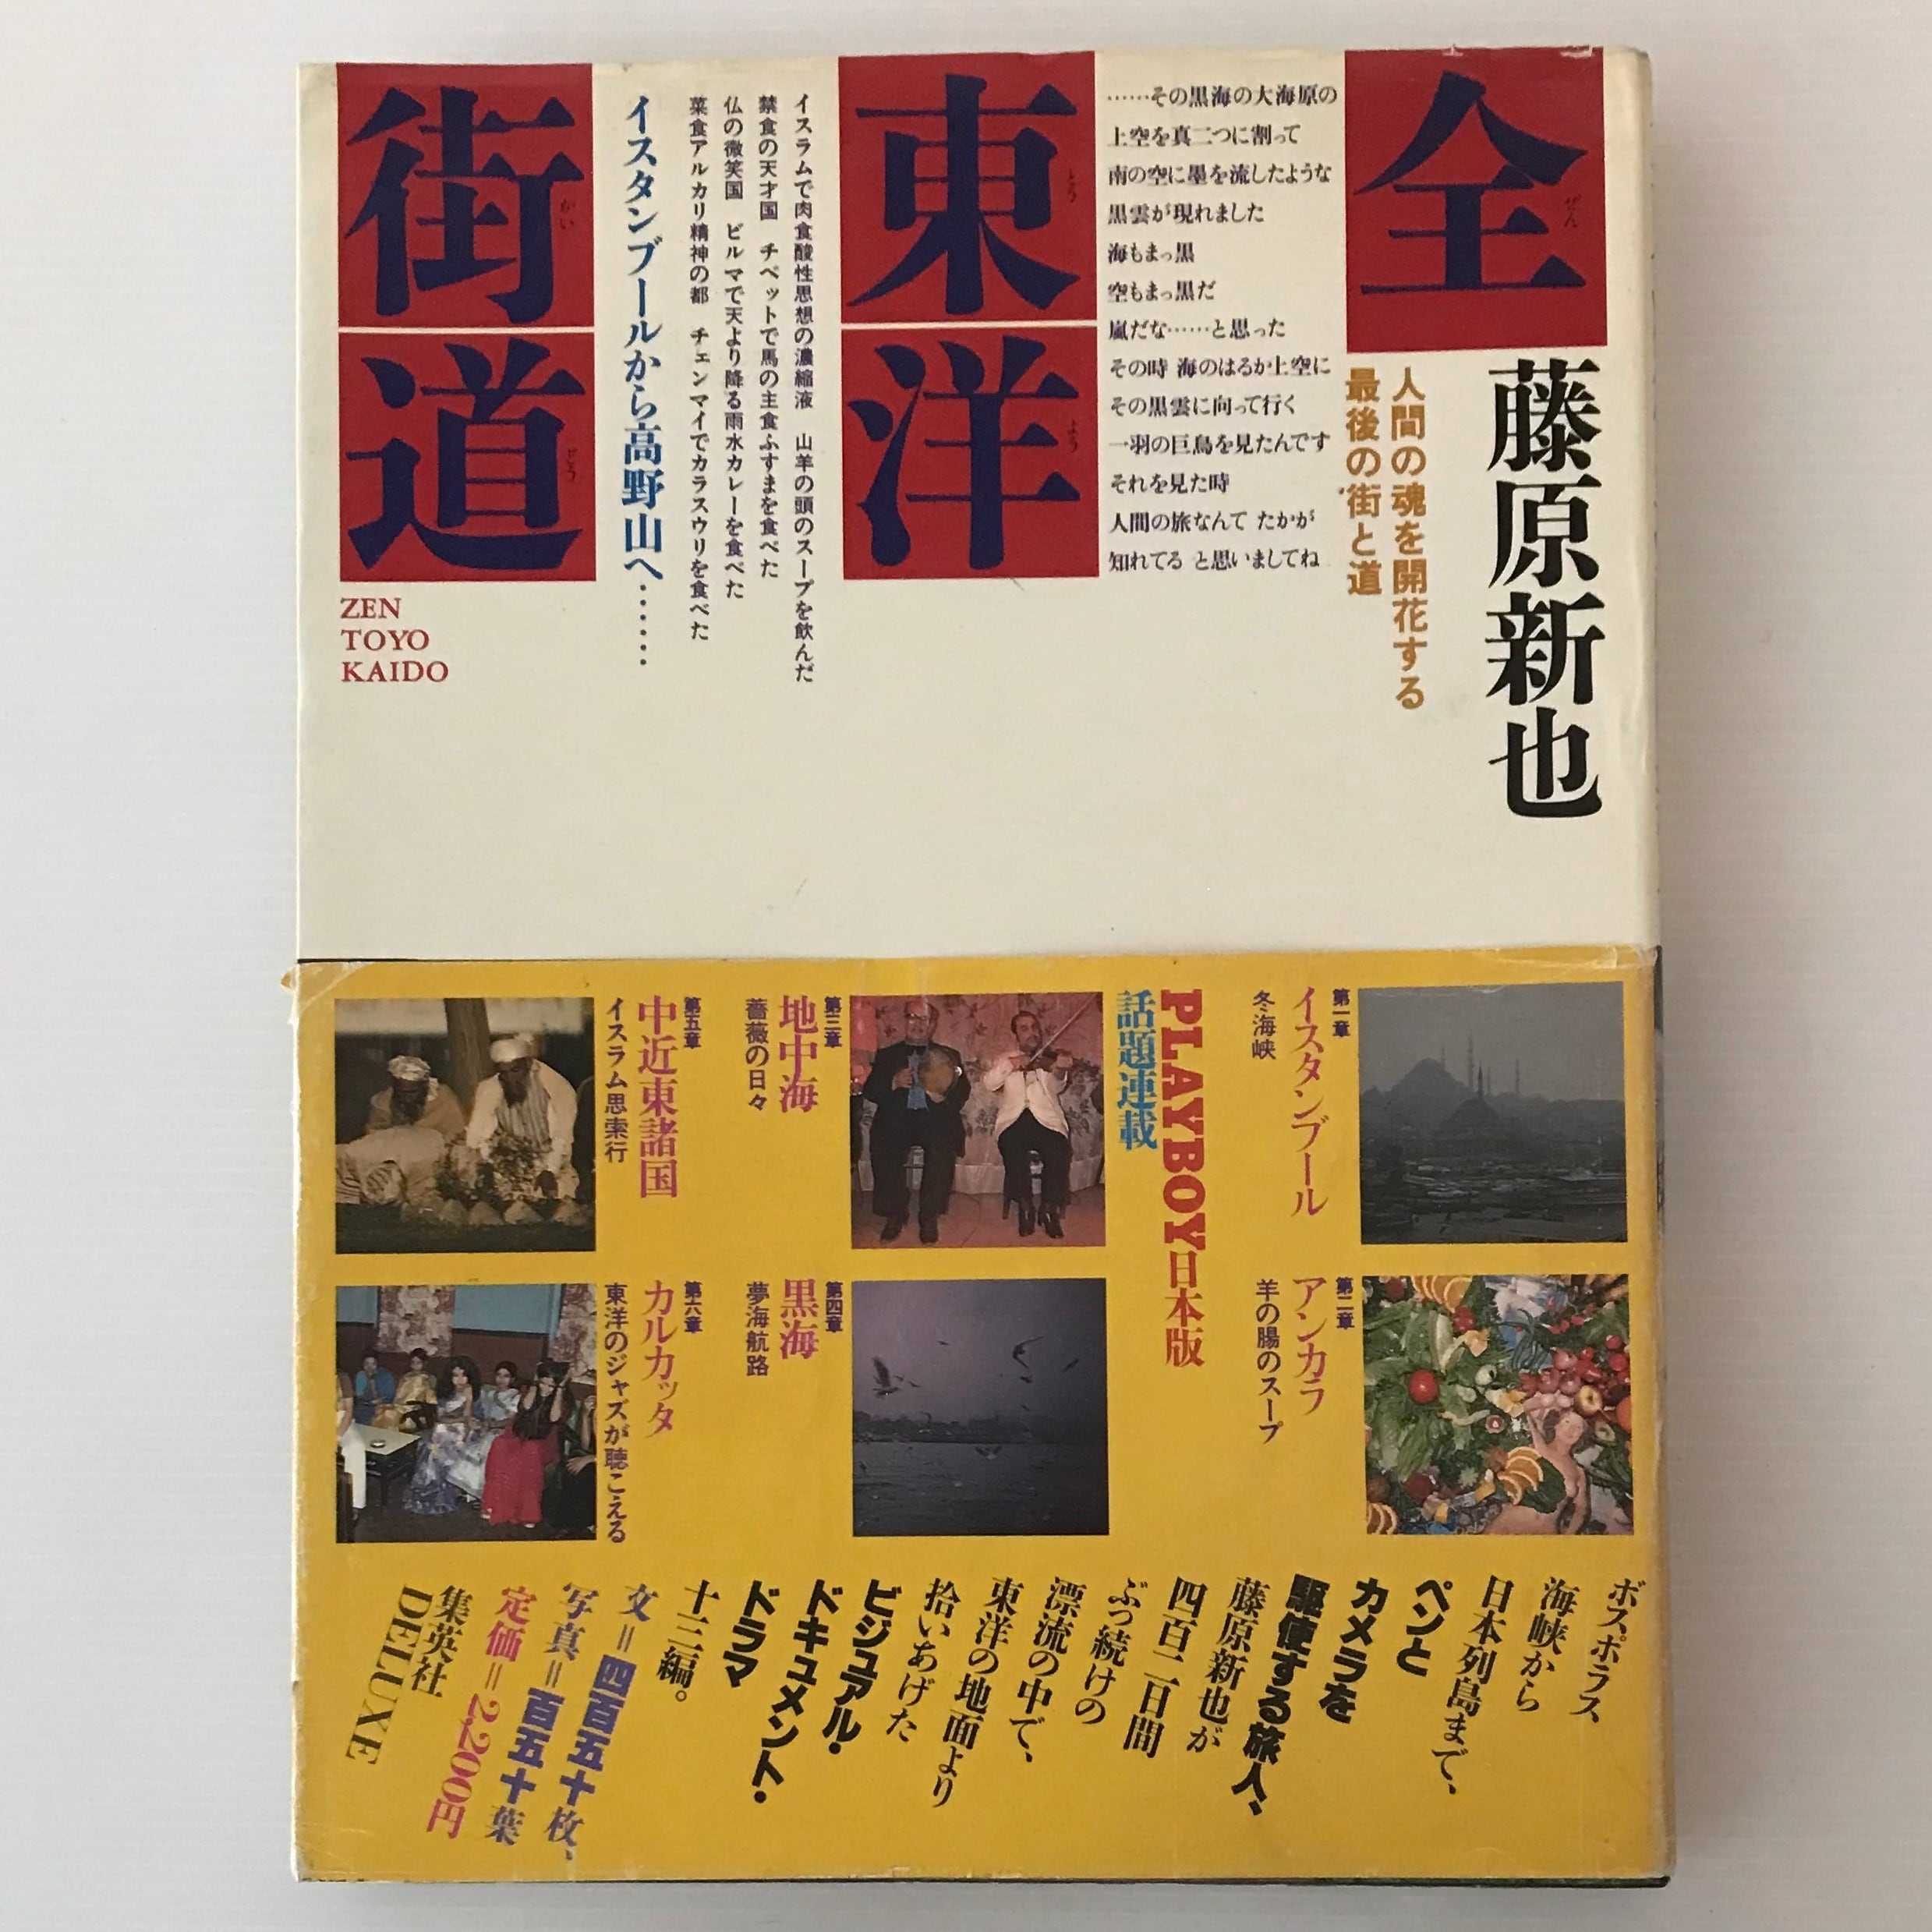 全
ぜん
藤原新也
人間の魂を開花する
最後の街と道
……その黒海の大海原の
上空を真二つに割って
南の空に墨を流したような
黒雲が現れました
海もまっ黒
空もまっ黒だ
嵐だな……と思った
その時 海のはるか上空に
その黒雲に向って行く
一羽の巨鳥を見たんです
それを見た時
人間の旅なんて たかが
知れてる と思いましてね
東洋
とう
よう
イスラムで肉食酸性思想の濃縮液 山羊の頭のスープを飲んだ
禁食の天才国 チベットで馬の主食ふすまを食べた
仏の微笑国 ビルマで天より降る雨水カレーを食べた
菜食アルカリ精神の都 チェンマイでカラスウリを食べた
イスタンブールから高野山へ・・・・・・・
街道
かい
どう
ZEN
TOYO
KAIDO
第一章
イスタンブール
冬海峡
第二章
アンカラ
羊の腸のスープ
PLAYBOY日本版
話題連載
第三章
地中海
薔薇の日々
第四章
黒海
夢海航路
第五章
中近東諸国
イスラム思索行
第六章
カルカッタ
東洋のジャズが聴こえる
ボスポラス
海峡から
日本列島まで、
ペンと
カメラを
駆使する旅人、
藤原新也が
四百二日間
ぶっ続けの
漂流の中で、
東洋の地面より
拾いあげた
ビジュアル・
ドキュメント・
ドラマ
十三編。
文＝四百五十枚、
写真＝百五十葉
定価＝2,200円
集英社
DELUXE